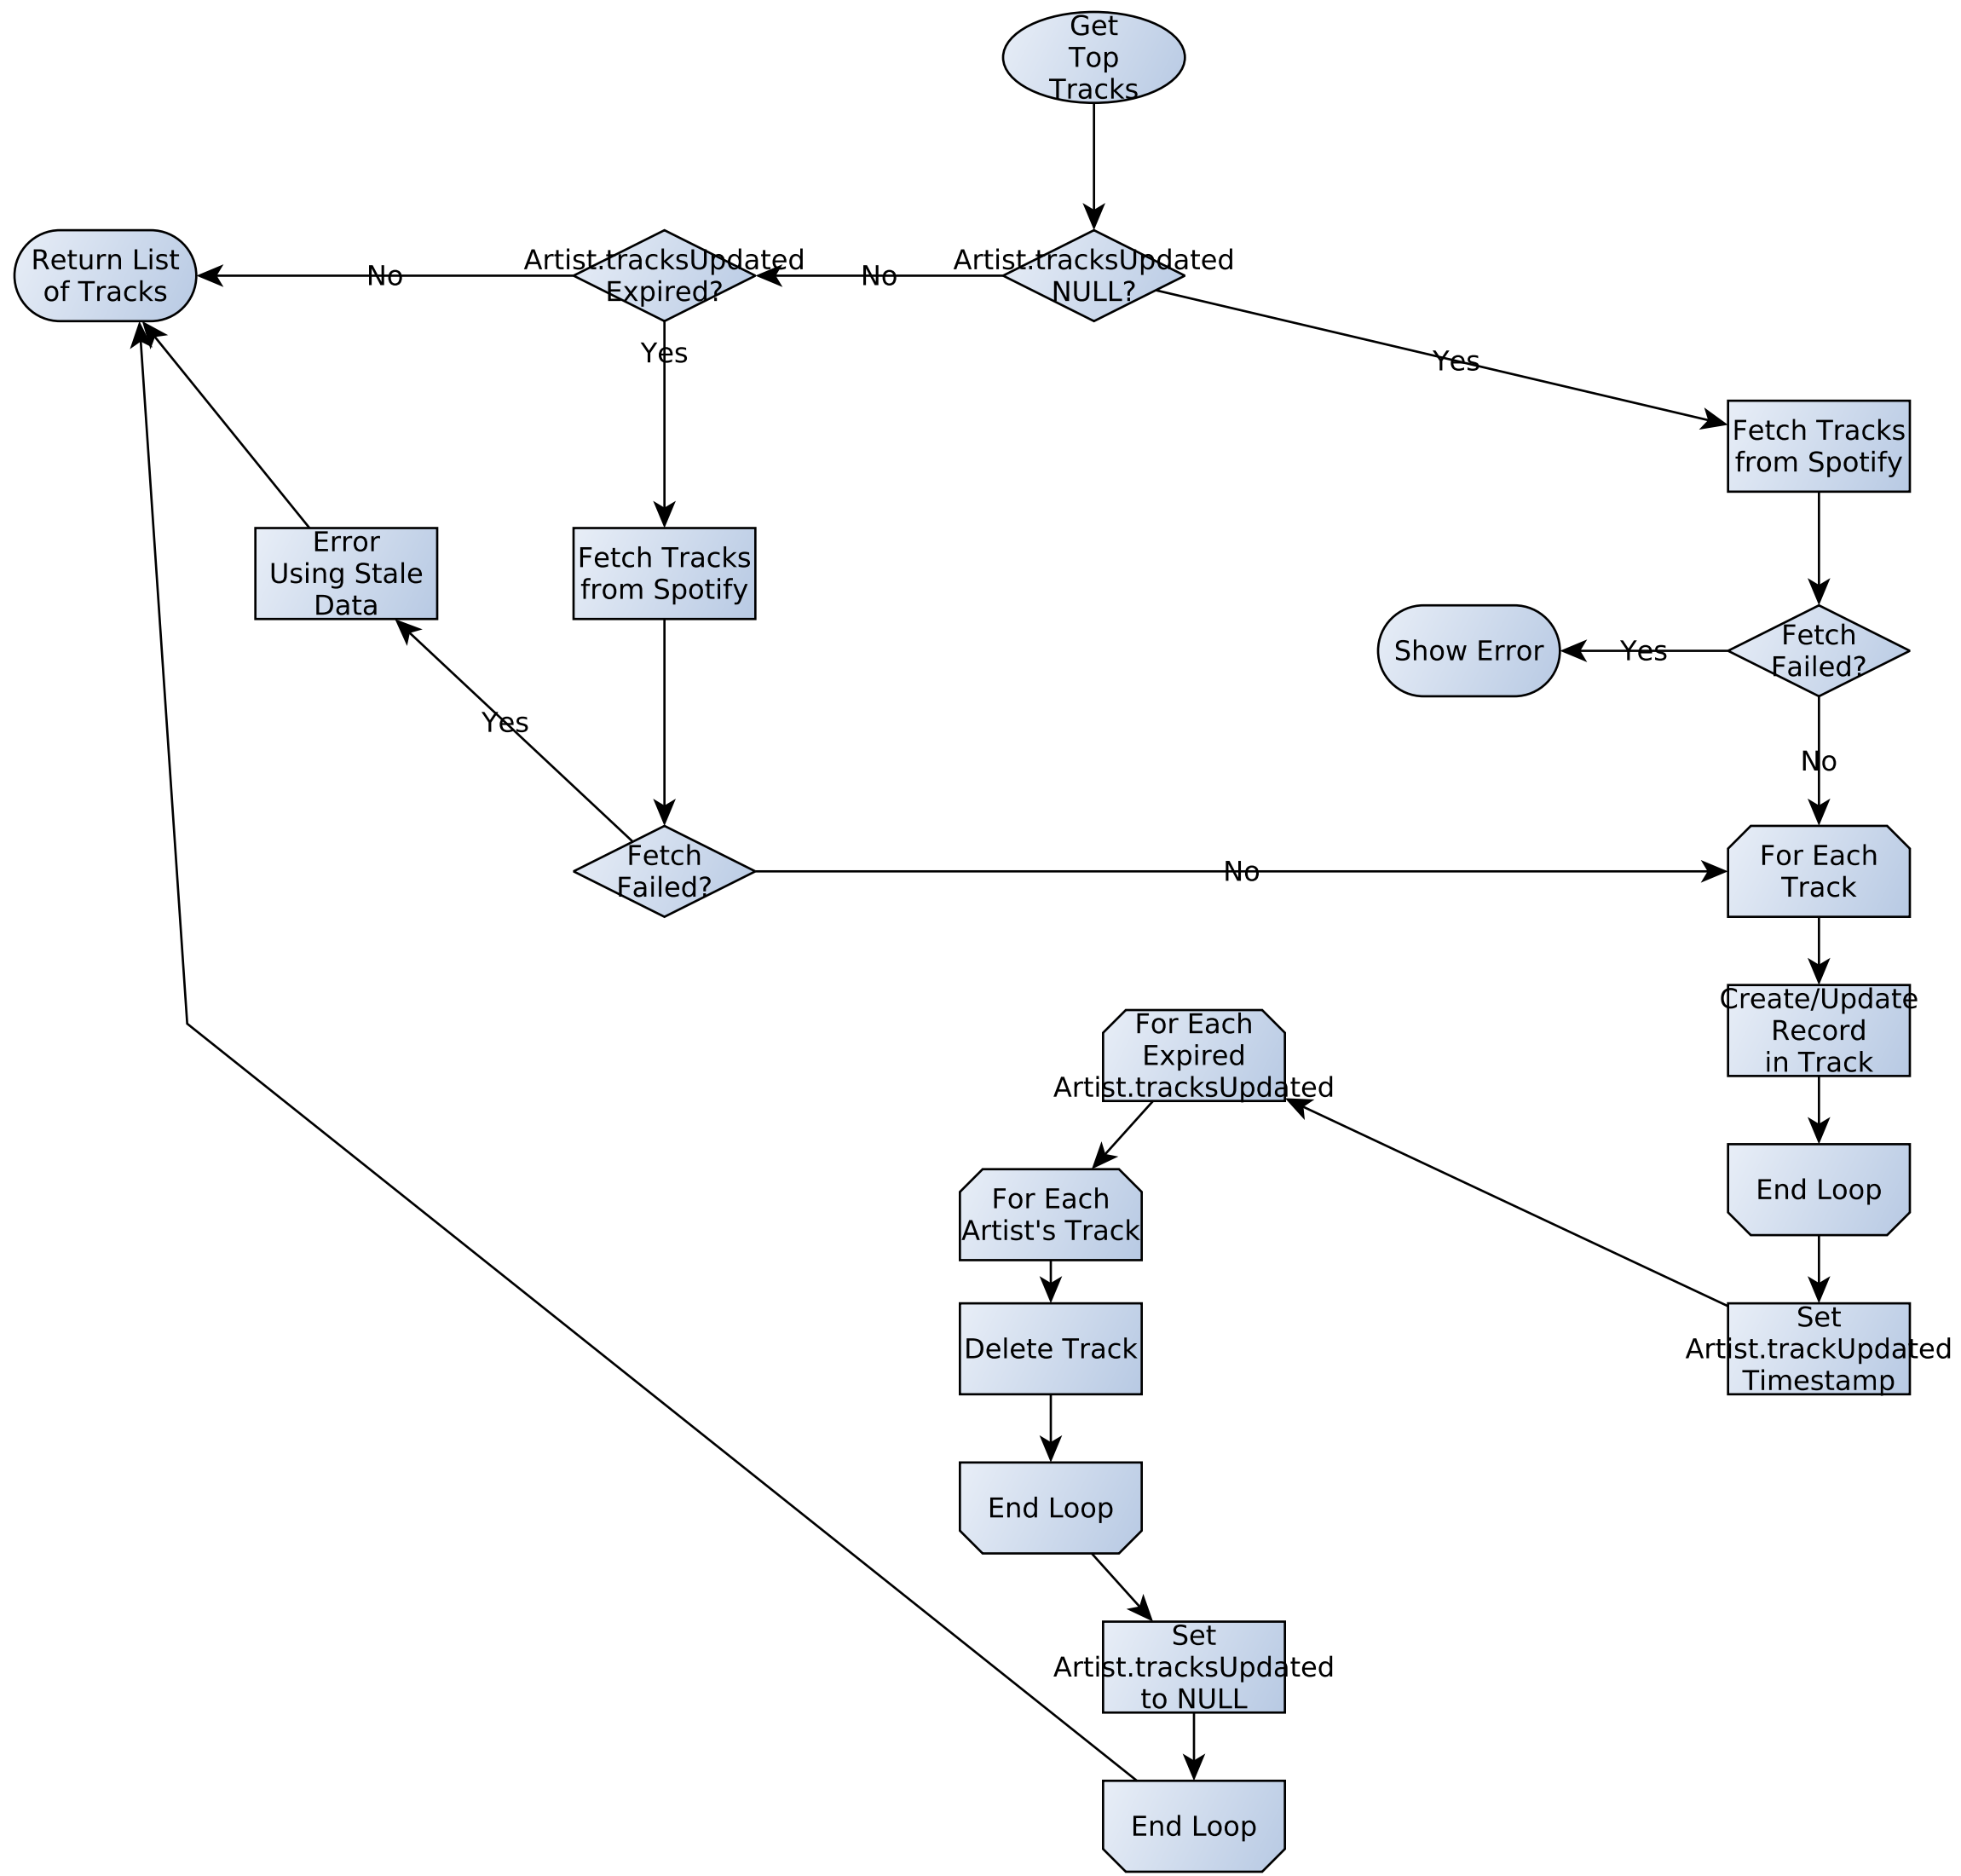 Get
Top
Tracks
Return List
of Tracks
No
Artist.tracksUpdated
Expired?
No
Artist.tracksUpdated
NULL?
Yes
Yes
Fetch Tracks
from Spotify
Error
Using Stale
Data
Fetch Tracks
from Spotify
Show Error
Yes
Fetch
Failed?
Yes
No
Fetch
Failed?
No
For Each
Track
Create/Update
Record
in Track
For Each
Expired
Artist.tracksUpdated
End Loop
For Each
Artist's Track
Set
Artist.trackUpdated
Timestamp
Delete Track
End Loop
Set
Artist.tracksUpdated
to NULL
End Loop